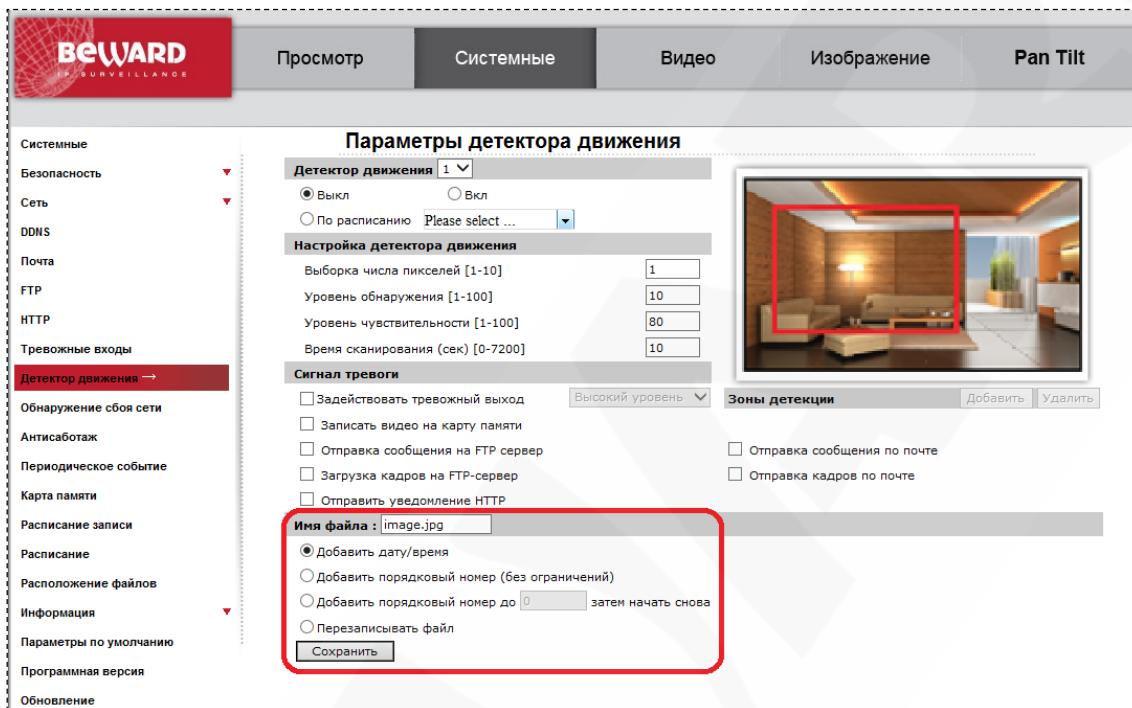 BEWARD
IP SURVEILLANCE
Просмотр
Системные
Видео
Изображение
Pan Tilt
Системные
Безопасность
Сеть
DDNS
Почта
FTP
HTTP
Тревожные входы
Детектор движения →
Обнаружение сбоя сети
Антисаботаж
Периодическое событие
Карта памяти
Расписание записи
Расписание
Расположение файлов
Информация
Параметры по умолчанию
Программная версия
Обновление
Параметры детектора движения
Детектор движения 1
Выкл Вкл
По расписанию Please select ...
Настройка детектора движения
Выборка числа пикселей [1-10] 1
Уровень обнаружения [1-100] 10
Уровень чувствительности [1-100] 80
Время сканирования (сек) [0-7200] 10
Сигнал тревоги
Задействовать тревожный выход Высокий уровень
Зоны детекции Добавить Удалить
Записать видео на карту памяти
Отправка сообщения на FTP сервер Отправка сообщения по почте
Загрузка кадров на FTP-сервер Отправка кадров по почте
Отправить уведомление HTTP
Имя файла : image.jpg
Добавить дату/время
Добавить порядковый номер (без ограничений)
Добавить порядковый номер до 0 затем начать снова
Перезаписывать файл
Сохранить